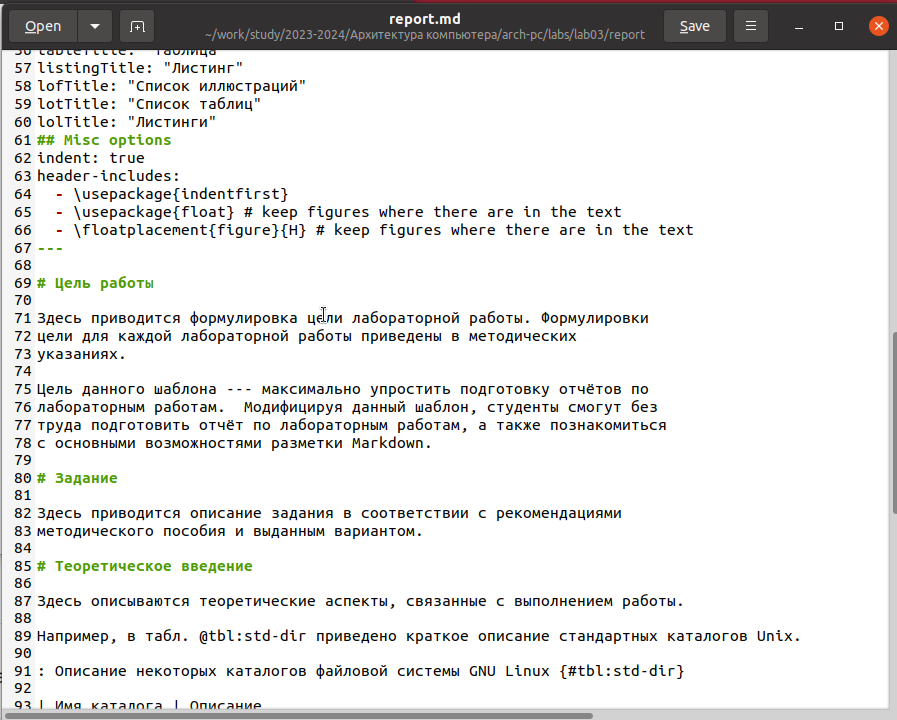 Open
report.md
~/work/study/2023-2024/Архитектура компьютера/arch-pc/labs/lab03/report
Save
56 tableTitle: "Таблица"
57 listingTitle: "Листинг"
58 lofTitle: "Список иллюстраций"
59 lotTitle: "Список таблиц"
60 lolTitle: "Листинги"
61 ## Misc options
62 indent: true
63 header-includes:
64   - \usepackage{indentfirst}
65   - \usepackage{float} # keep figures where there are in the text
66   - \floatplacement{figure}{H} # keep figures where there are in the text
67 ---
68
69 # Цель работы
70
71 Здесь приводится формулировка цели лабораторной работы. Формулировки
72 цели для каждой лабораторной работы приведены в методических
73 указаниях.
74
75 Цель данного шаблона --- максимально упростить подготовку отчётов по
76 лабораторным работам.  Модифицируя данный шаблон, студенты смогут без
77 труда подготовить отчёт по лабораторным работам, а также познакомиться
78 с основными возможностями разметки Markdown.
79
80 # Задание
81
82 Здесь приводится описание задания в соответствии с рекомендациями
83 методического пособия и выданным вариантом.
84
85 # Теоретическое введение
86
87 Здесь описываются теоретические аспекты, связанные с выполнением работы.
88
89 Например, в табл. @tbl:std-dir приведено краткое описание стандартных каталогов Unix.
90
91 : Описание некоторых каталогов файловой системы GNU Linux {#tbl:std-dir}
92
93 | Имя каталога | Описание